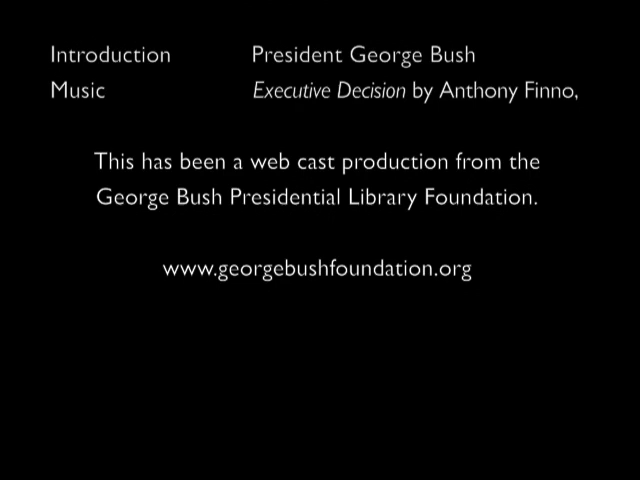 Introduction President George Bush
Music Executive Decision by Anthony Finno,
This has been a web cast production from the
George Bush Presidential Library Foundation.
www.georgebushfoundation.org